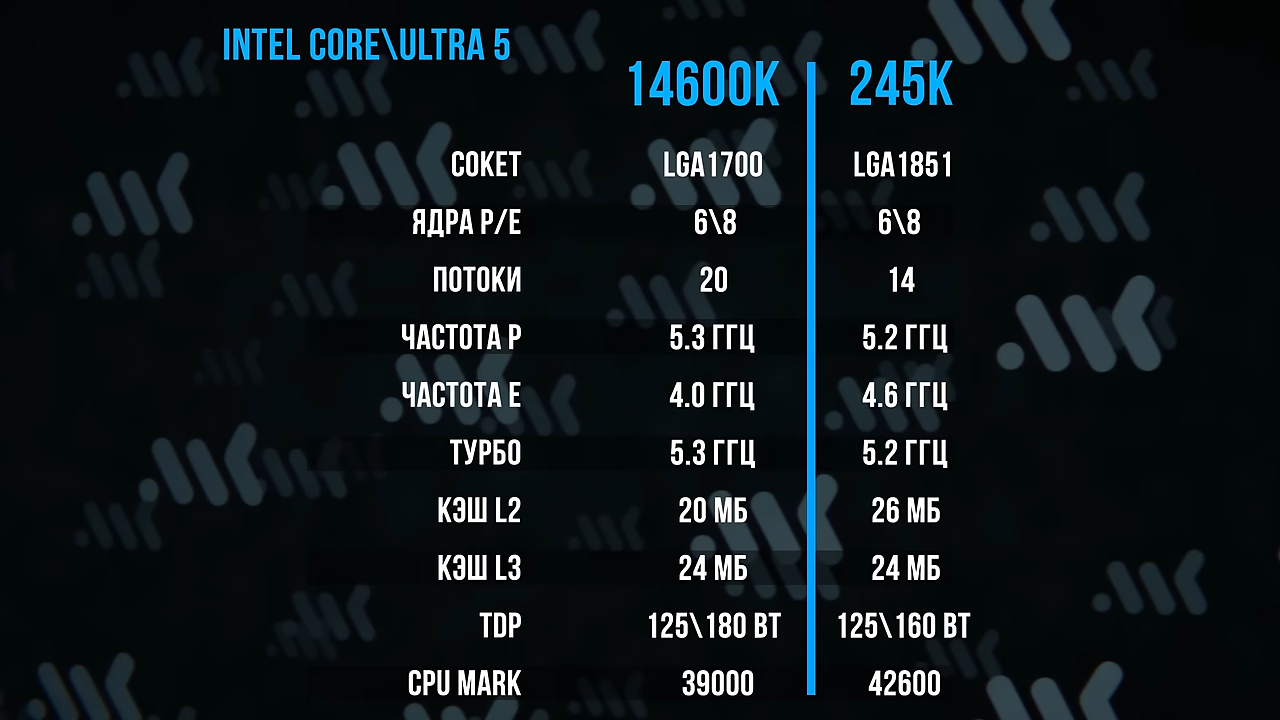 INTEL CORE\ULTRA 5
14600K 245K
СОКЕТ LGA1700 LGA1851
ЯДРА P/E 6\8 6\8
ПОТОКИ 20 14
ЧАСТОТА P 5.3 ГГЦ 5.2 ГГЦ
ЧАСТОТА E 4.0 ГГЦ 4.6 ГГЦ
ТУРБО 5.3 ГГЦ 5.2 ГГЦ
КЭШ L2 20 МБ 26 МБ
КЭШ L3 24 МБ 24 МБ
TDP 125\180 ВТ 125\160 ВТ
CPU MARK 39000 42600